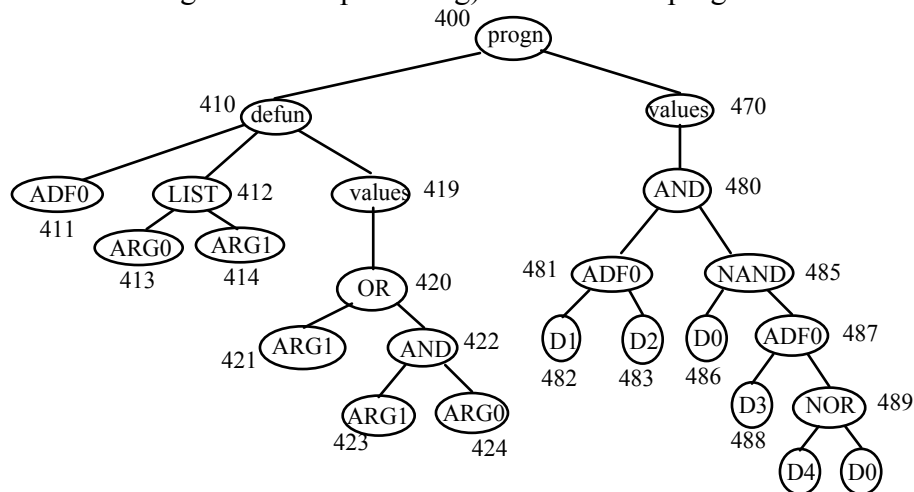 400
progn
410
defun
values
470
ADF0
LIST
412
values
419
AND
480
411
ARG0
ARG1
413
414
481
ADF0
NAND
485
OR
420
421
ARG1
AND
422
D1
D2
D0
ADF0
487
482
483
486
ARG1
ARG0
423
424
D3
NOR
489
488
D4
D0